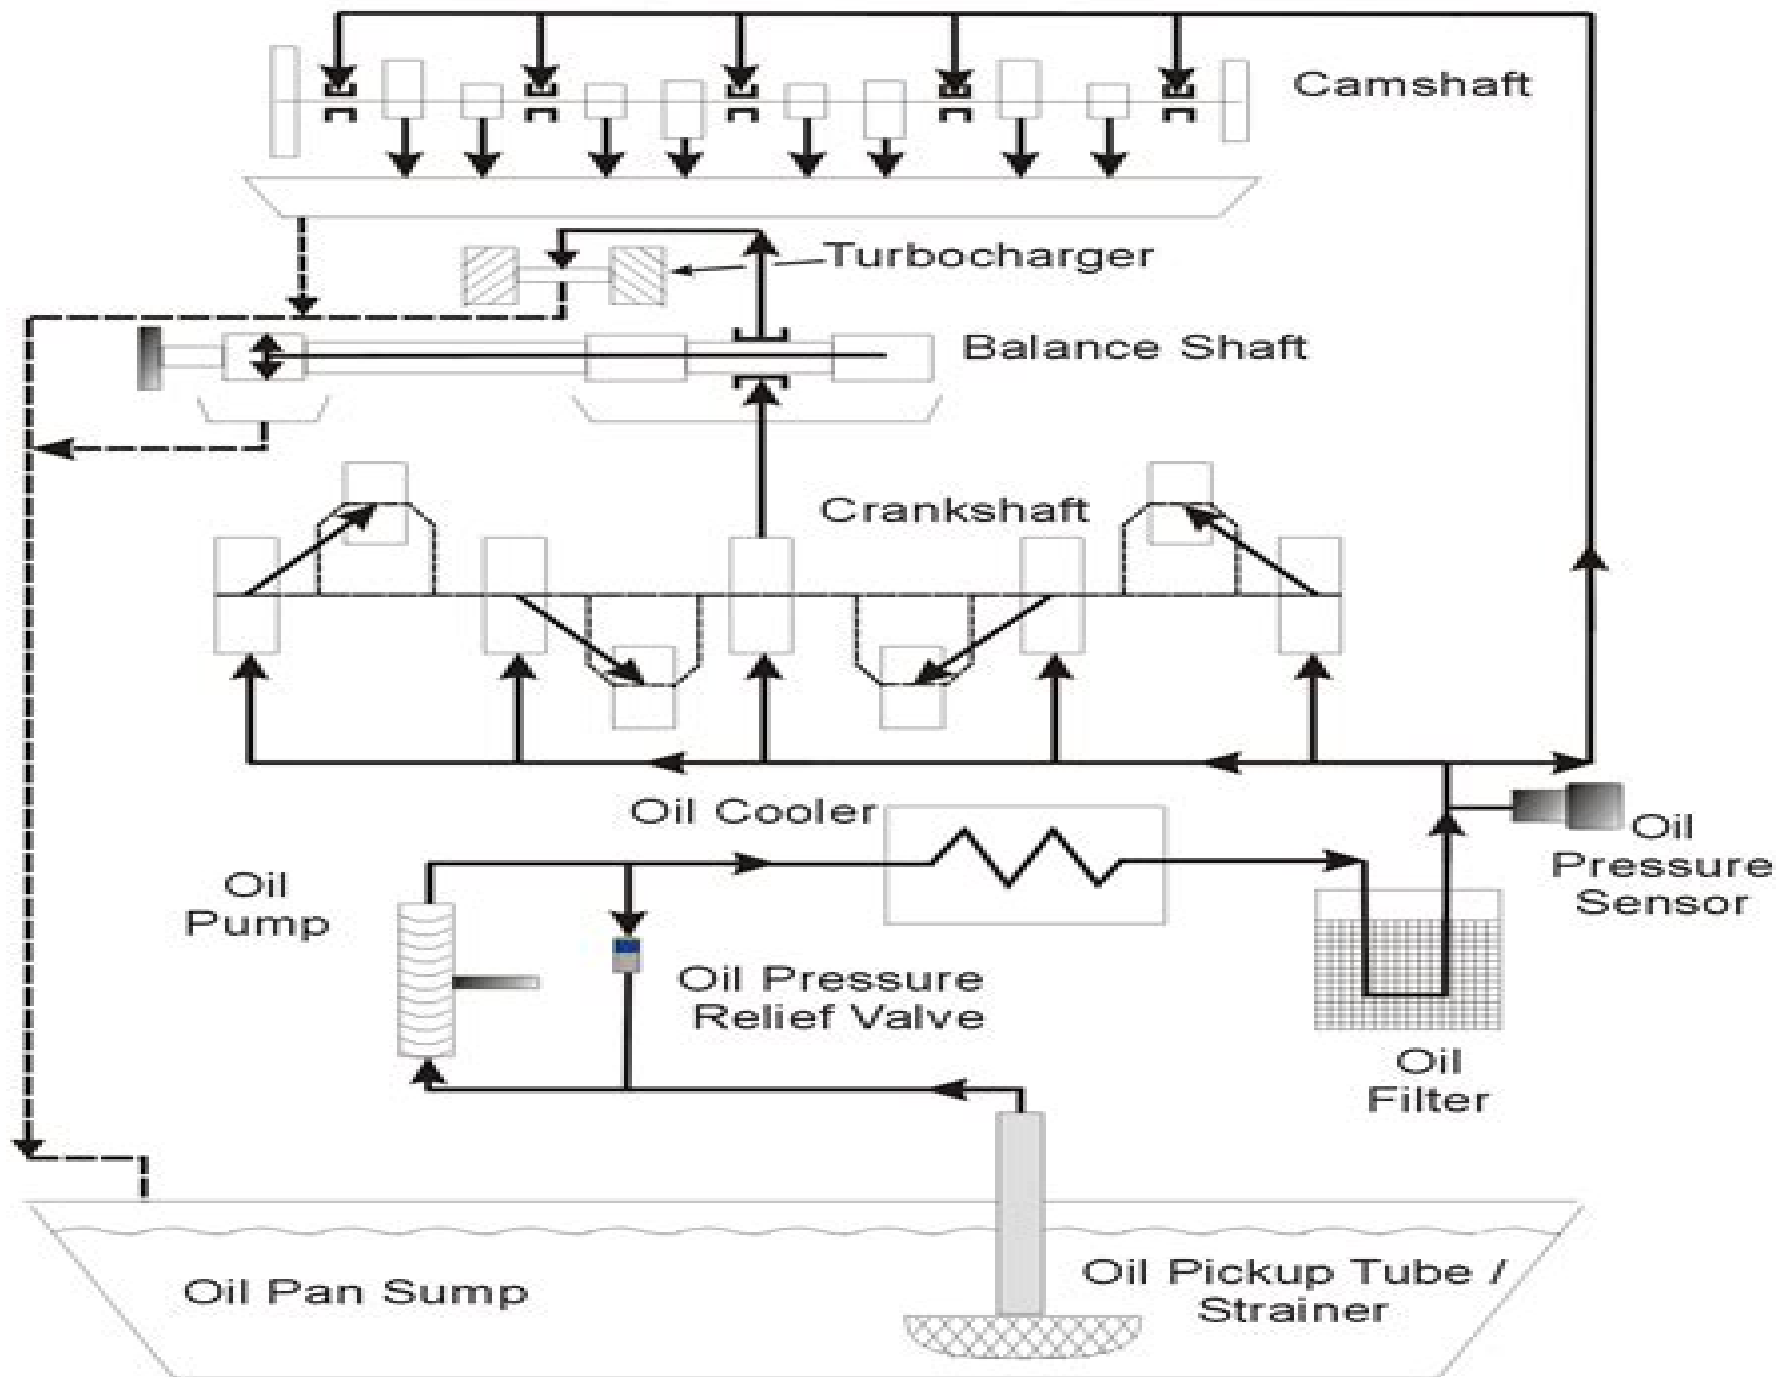 Camshaft
Turbocharger
Balance Shaft
Crankshaft
Oil Cooler
Oil
Pressure
Sensor
Oil
Pump
Oil Pressure
Relief Valve
Oil
Filter
Oil Pan Sump
Oil Pickup Tube /
Strainer